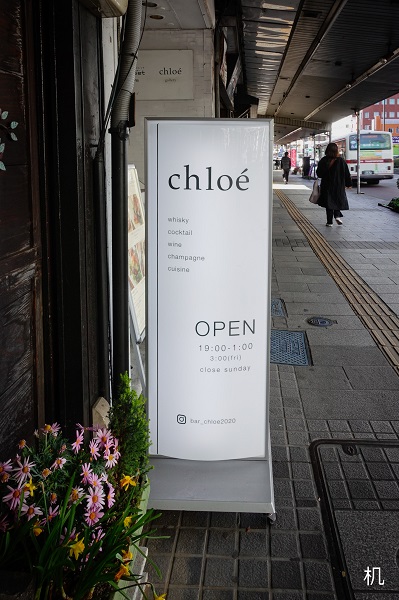 chloé
chloé
whisky
cocktail
wine
champagne
cuisine
OPEN
19:00-1:00
3:00(fri)
close sunday
bar_chloe2020
机